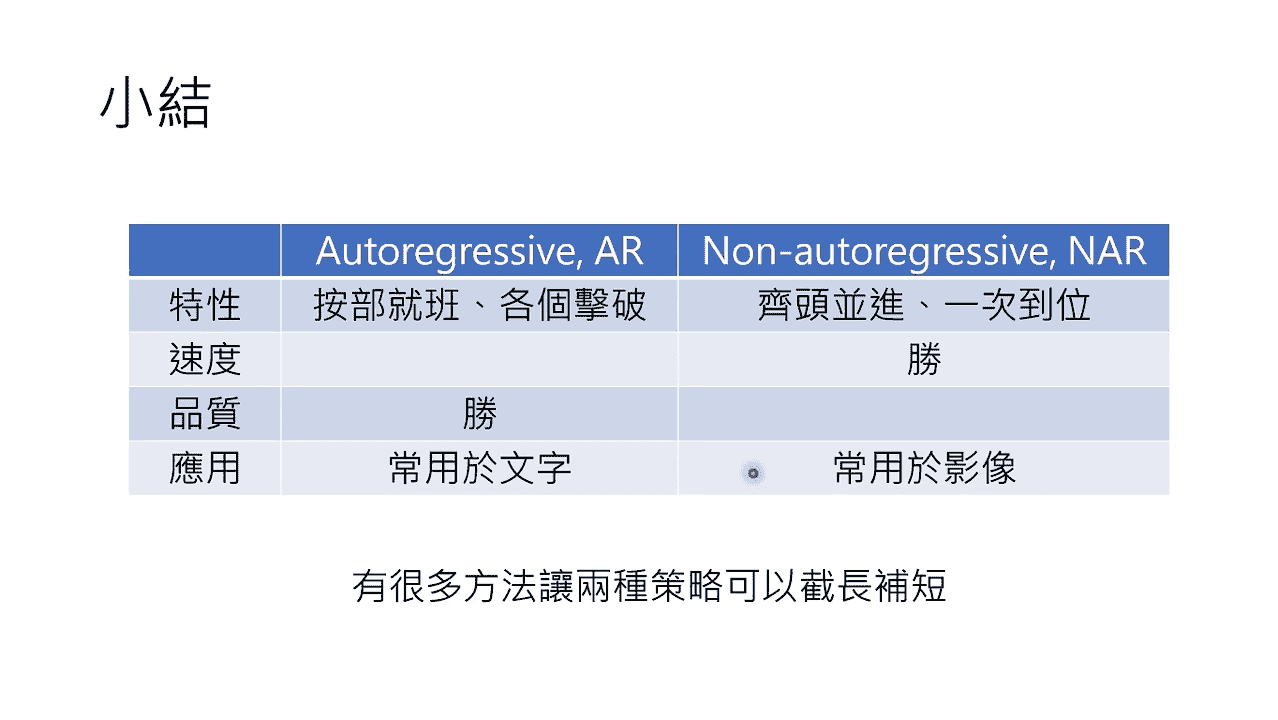 小結
Autoregressive, AR Non-autoregressive, NAR
特性 按部就班、各個擊破 齊頭並進、一次到位
速度 勝
品質 勝
應用 常用於文字 常用於影像
有很多方法讓兩種策略可以截長補短